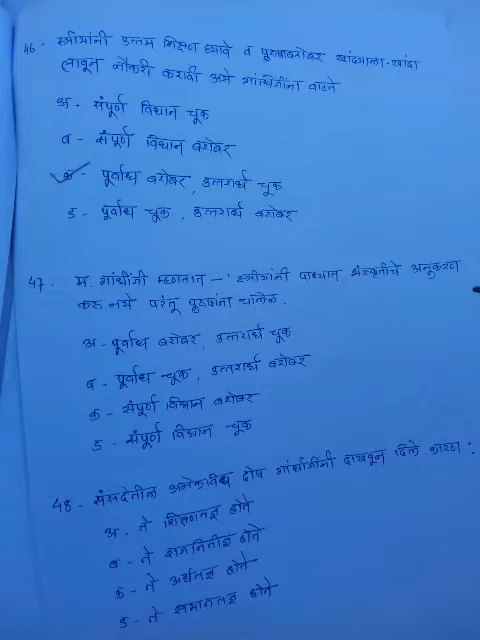 46 - स्त्रीयांनी उत्तम शिक्षण घ्यावे व पुरुषाबरोबर खांद्याला-खांदा
लावून नौकरी करावी असे गांधीजींना वाटते.
अ - संपूर्ण विधान चूक
ब - संपूर्ण विधान बरोबर
क - पूर्वार्ध बरोबर, उत्तरार्ध चूक
ड - पूर्वार्ध चूक, उत्तरार्ध बरोबर
47 - म. गांधीजी म्हणतात - 'स्त्रीयांनी पाश्चात संस्कृतीचे अनुकरण
करू नये परंतू पुरुषांना चालेल.
अ - पूर्वार्ध बरोबर, उत्तरार्ध चूक
ब - पूर्वार्ध चूक, उत्तरार्ध बरोबर
क - संपूर्ण विधान बरोबर
ड - संपूर्ण विधान चूक
48 - संसदेतील अनेकविध दोष गांधीजींनी दाखवून दिले कारण :
अ - ते शिक्षणतज्ञ होते
ब - ते राजनितीज्ञ होते
क - ते अर्थतज्ञ होते
ड - ते समाजतज्ञ होते